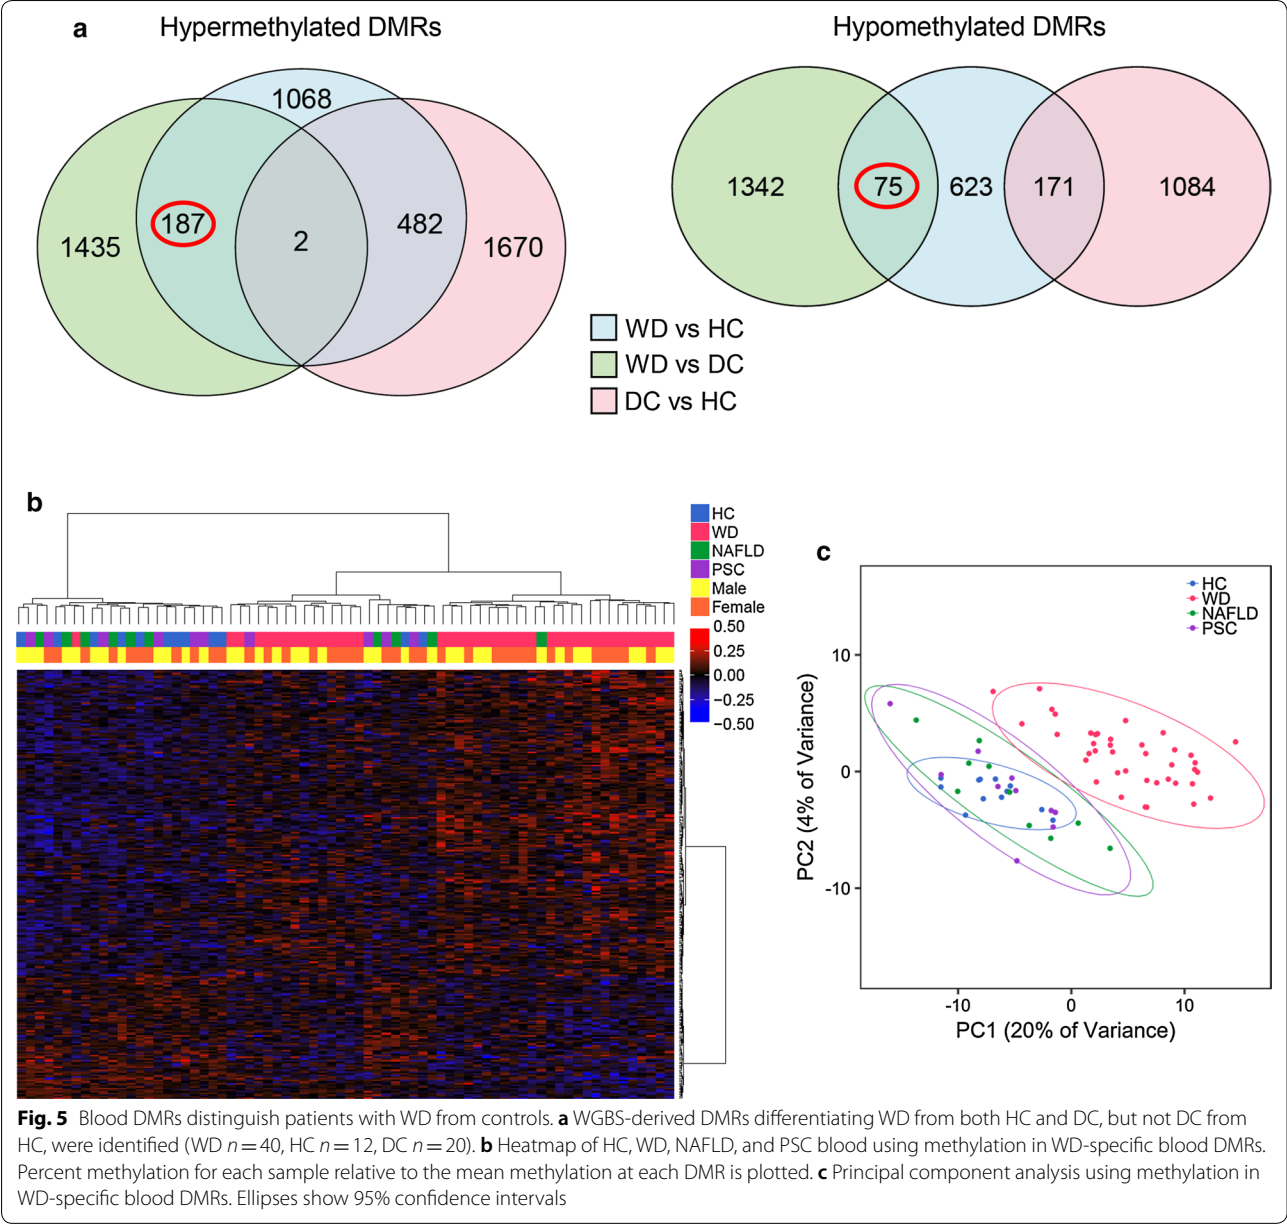 a
Hypermethylated DMRs
Hypomethylated DMRs
1068
187
482
1435
2
1670
1342
75
623
171
1084
WD vs HC
WD vs DC
DC vs HC
b
HC
WD
NAFLD
PSC
Male
Female
0.50
0.25
0.00
−0.25
−0.50
c
HC
WD
NAFLD
PSC
10
0
-10
PC2 (4% of Variance)
-10
0
10
PC1 (20% of Variance)
Fig. 5 Blood DMRs distinguish patients with WD from controls. a WGBS-derived DMRs differentiating WD from both HC and DC, but not DC from
HC, were identified (WD n = 40, HC n = 12, DC n = 20). b Heatmap of HC, WD, NAFLD, and PSC blood using methylation in WD-specific blood DMRs.
Percent methylation for each sample relative to the mean methylation at each DMR is plotted. c Principal component analysis using methylation in
WD-specific blood DMRs. Ellipses show 95% confidence intervals